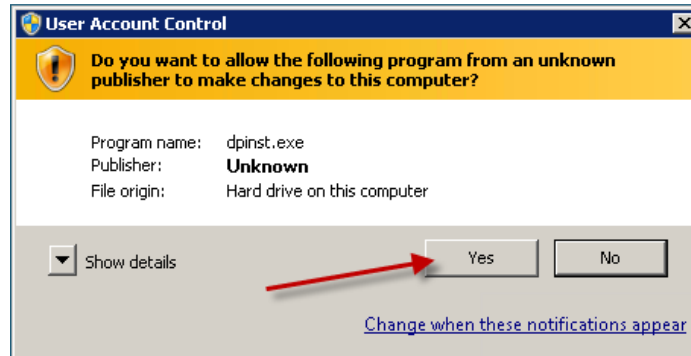 User Account Control
Do you want to allow the following program from an unknown
publisher to make changes to this computer?
Program name: dpinst.exe
Publisher: Unknown
File origin: Hard drive on this computer
Show details
Yes
No
Change when these notifications appear